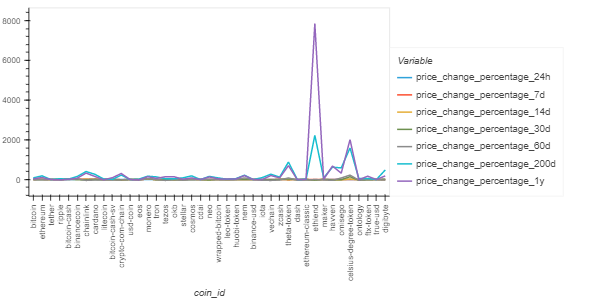 8000
6000
4000
2000
0
bitcoin
ethereum
tether
ripple
bitcoin-cash
binancecoin
chainlink
cardano
litecoin
bitcoin-cash-sv
crypto-com-chain
usd-coin
eos
monero
tron
tezos
okb
stellar
cosmos
cdai
neo
wrapped-bitcoin
leo-token
huobi-token
nem
binance-usd
iota
vechain
zcash
theta-token
dash
ethereum-classic
ethlend
maker
havven
omisego
celsius-degree-token
ontology
ftx-token
true-usd
digibyte
coin_id
Variable
price_change_percentage_24h
price_change_percentage_7d
price_change_percentage_14d
price_change_percentage_30d
price_change_percentage_60d
price_change_percentage_200d
price_change_percentage_1y